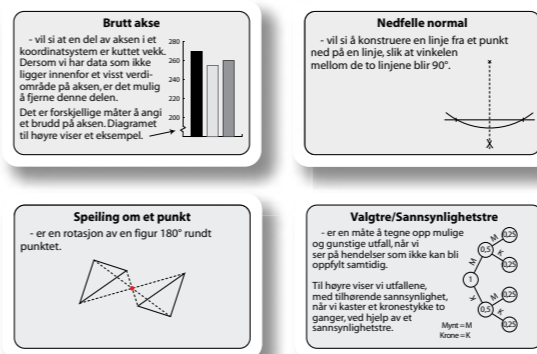 Brutt akse
- vil si at en del av aksen i et
koordinatsystem er kuttet vekk.
Dersom vi har data som ikke
ligger innenfor et visst verdi-
område på aksen, er det mulig
å fjerne denne delen.
Det er forskjellige måter å angi
et brudd på aksen. Diagramet
til høyre viser et eksempel.
280
260
240
220
200
Nedfelle normal
- vil si å konstruere en linje fra et punkt
ned på en linje, slik at vinkelen
mellom de to linjene blir 90°.
Speiling om et punkt
- er en rotasjon av en figur 180° rundt
punktet.
Valgtre/Sannsynlighetstre
- er en måte å tegne opp mulige
og gunstige utfall, når vi
ser på hendelser som ikke kan bli
oppfylt samtidig.
Til høyre viser vi utfallene,
med tilhørende sannsynlighet,
når vi kaster et kronestykke to
ganger, ved hjelp av et
sannsynlighetstre.
1
M
K
0,5
0,5
M
K
M
K
0,25
0,25
0,25
0,25
Mynt = M
Krone = K